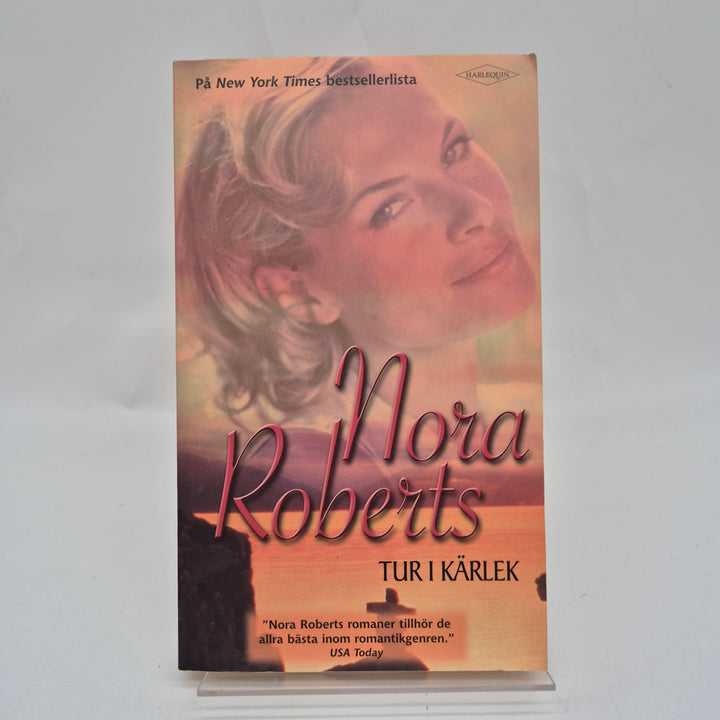 På New York Times bestsellerlista
HARLEQUIN
Nora
Roberts
TUR I KÄRLEK
"Nora Roberts romaner tillhör de
allra bästa inom romantikgenren."
USA Today